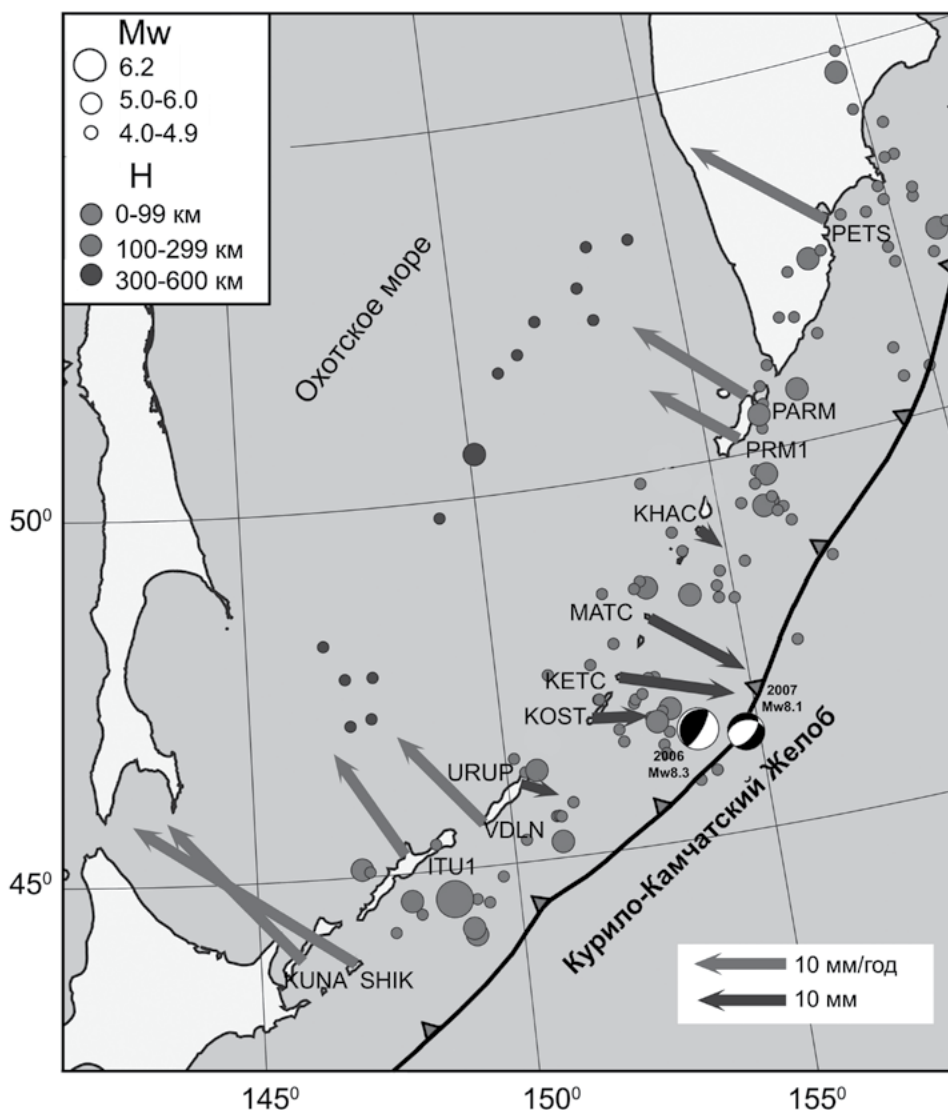 Mw
6.2
5.0-6.0
4.0-4.9
H
0-99 км
100-299 км
300-600 км
Охотское море
PETS
PARM
PRM1
KHAC
50⁰
MATC
KETC
2007
Mw8.1
KOST
2006
Mw8.3
URUP
VDLN
ITU1
45⁰
Курило-Камчатский Желоб
KUNA SHIK
10 мм/год
10 мм
145⁰ 150⁰ 155⁰